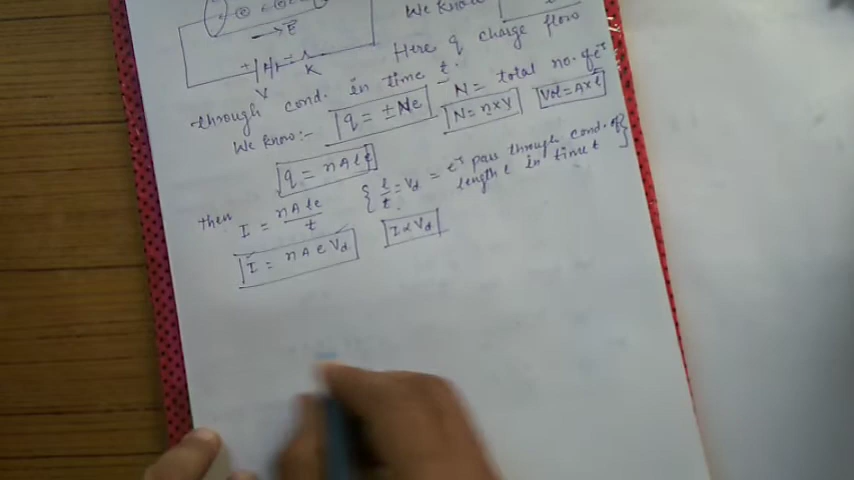 We know
E
V
K
Here q charge flow
through cond. in time t.
We know:- q = ±Ne N = total no. of e⁻
N = n×V Vol = A×ℓ
q = nAℓe
then I = nAℓe/t { ℓ/t = Vd = e⁻ pass through cond. of length ℓ in time t }
I = nAeVd I ∝ Vd